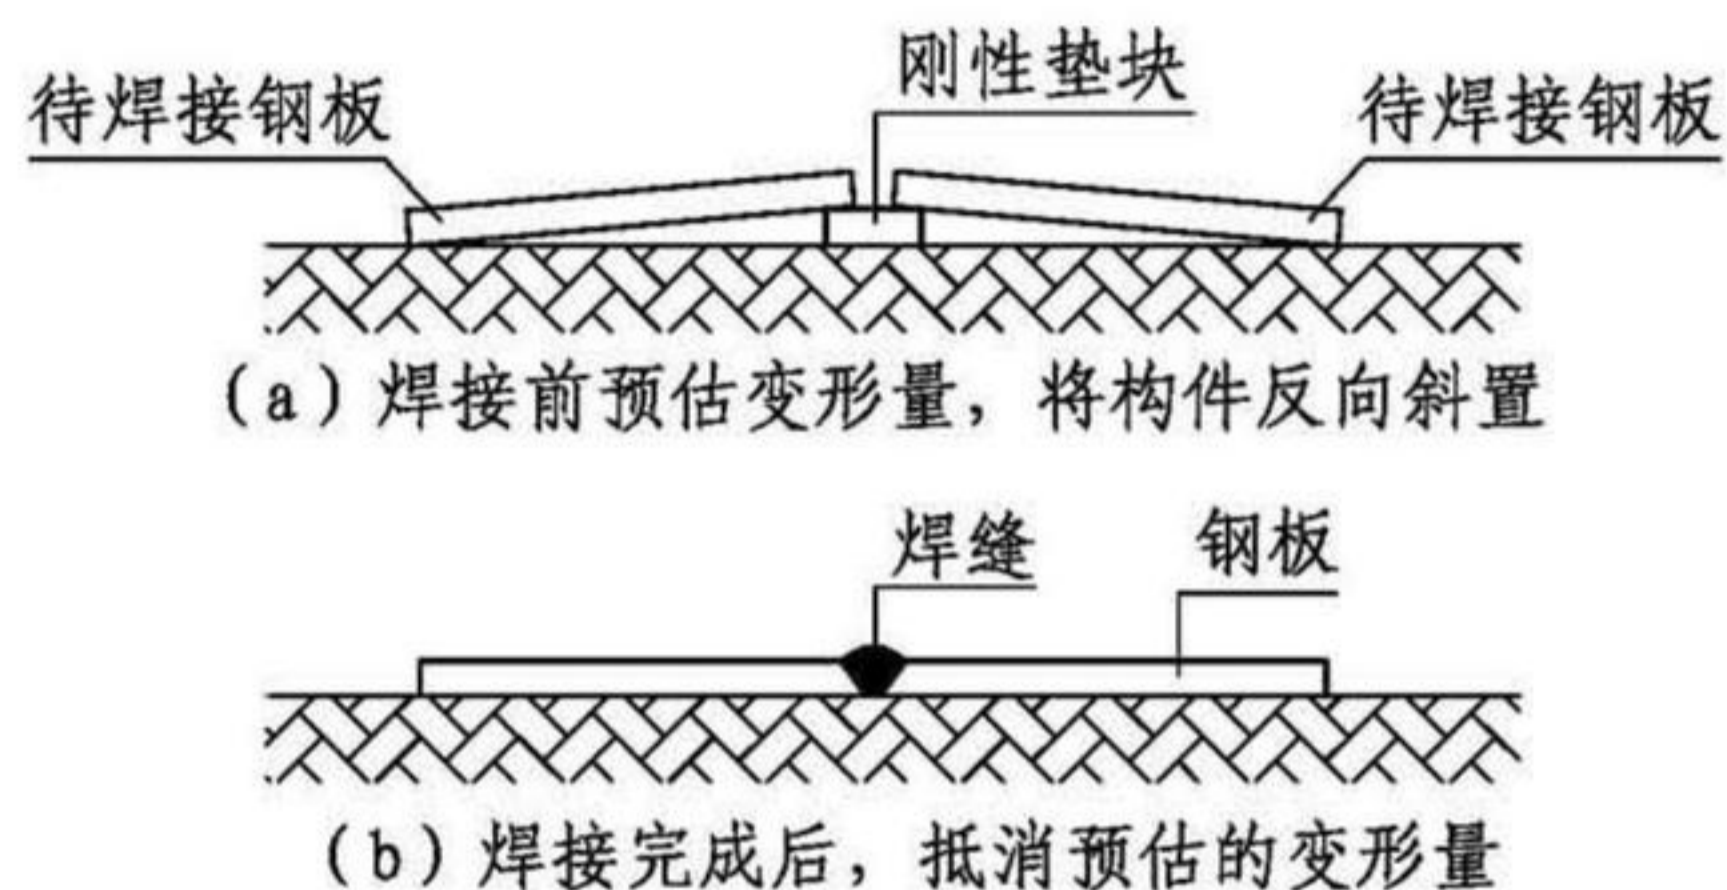 刚性垫块
待焊接钢板
待焊接钢板
(a)焊接前预估变形量，将构件反向斜置
焊缝
钢板
(b)焊接完成后，抵消预估的变形量